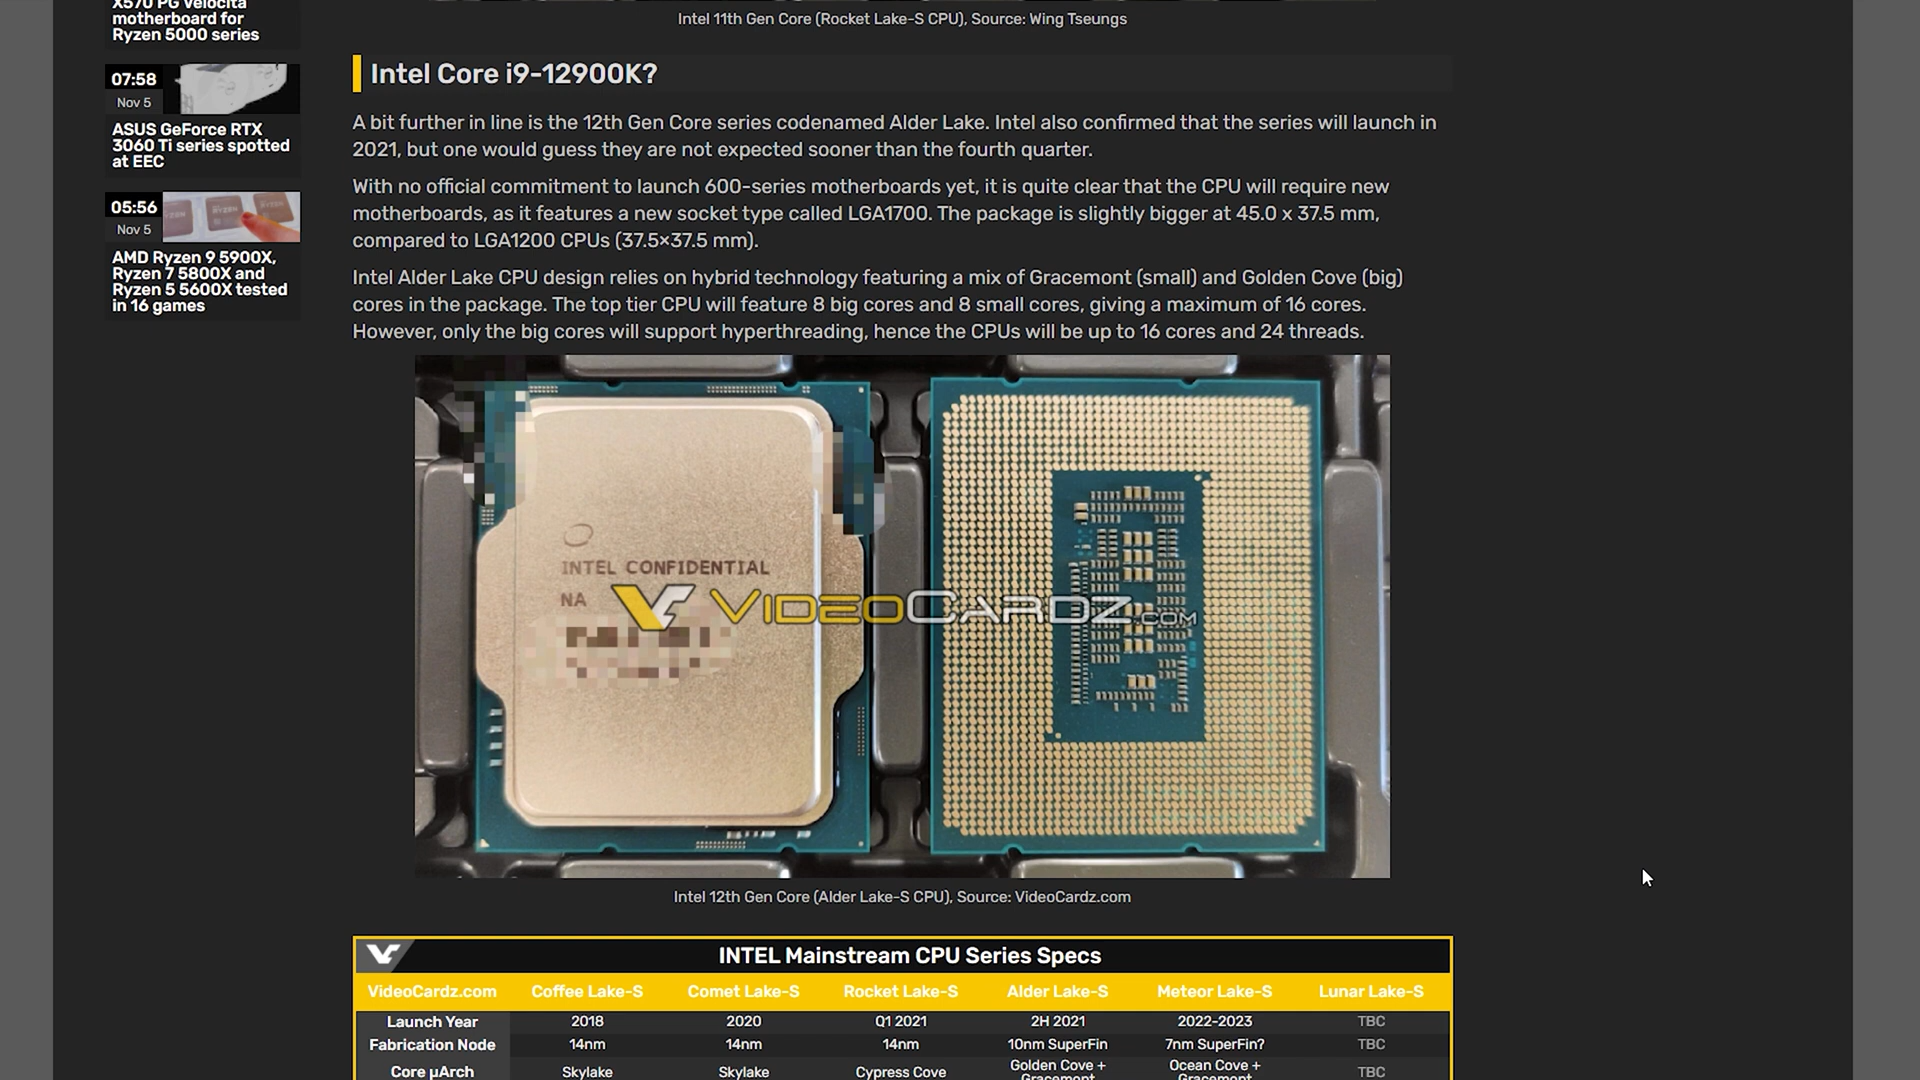 X570 PG Velocita
motherboard for
Ryzen 5000 series
07:58
Nov 5
ASUS GeForce RTX
3060 Ti series spotted
at EEC
05:56
Nov 5
AMD Ryzen 9 5900X,
Ryzen 7 5800X and
Ryzen 5 5600X tested
in 16 games
Intel 11th Gen Core (Rocket Lake-S CPU), Source: Wing Tseungs
Intel Core i9-12900K?
A bit further in line is the 12th Gen Core series codenamed Alder Lake. Intel also confirmed that the series will launch in
2021, but one would guess they are not expected sooner than the fourth quarter.
With no official commitment to launch 600-series motherboards yet, it is quite clear that the CPU will require new
motherboards, as it features a new socket type called LGA1700. The package is slightly bigger at 45.0 x 37.5 mm,
compared to LGA1200 CPUs (37.5×37.5 mm).
Intel Alder Lake CPU design relies on hybrid technology featuring a mix of Gracemont (small) and Golden Cove (big)
cores in the package. The top tier CPU will feature 8 big cores and 8 small cores, giving a maximum of 16 cores.
However, only the big cores will support hyperthreading, hence the CPUs will be up to 16 cores and 24 threads.
INTEL CONFIDENTIAL
NA
VIDEOCARDZ.COM
Intel 12th Gen Core (Alder Lake-S CPU), Source: VideoCardz.com
INTEL Mainstream CPU Series Specs
VideoCardz.com Coffee Lake-S Comet Lake-S Rocket Lake-S Alder Lake-S Meteor Lake-S Lunar Lake-S
Launch Year 2018 2020 Q1 2021 2H 2021 2022-2023 TBC
Fabrication Node 14nm 14nm 14nm 10nm SuperFin 7nm SuperFin? TBC
Core µArch Skylake Skylake Cypress Cove Golden Cove + Ocean Cove + TBC
Gracemont Gracemont